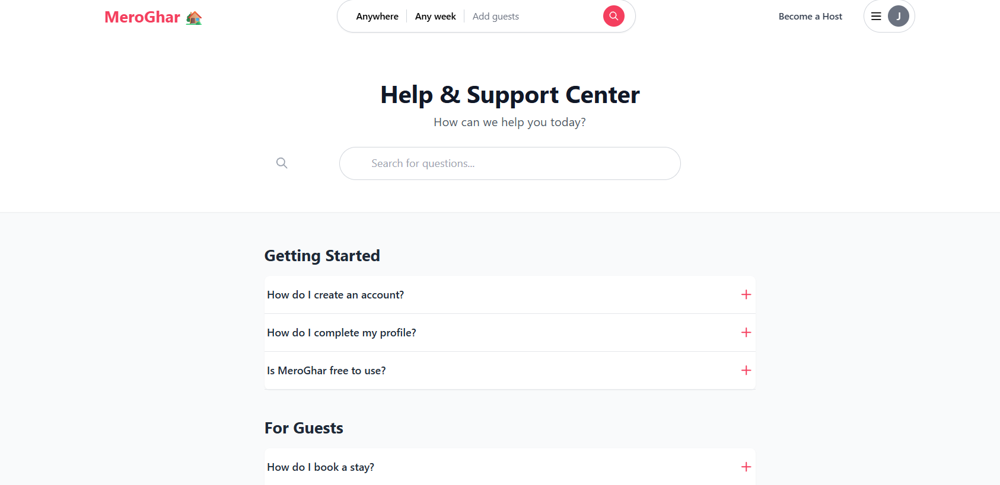 MeroGhar
Anywhere Any week Add guests
Become a Host
J
Help & Support Center
How can we help you today?
Search for questions...
Getting Started
How do I create an account?
How do I complete my profile?
Is MeroGhar free to use?
For Guests
How do I book a stay?